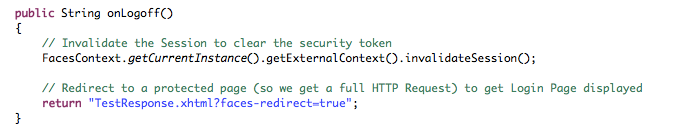 public String onLogoff()
{
// Invalidate the Session to clear the security token
FacesContext.getCurrentInstance().getExternalContext().invalidateSession();
// Redirect to a protected page (so we get a full HTTP Request) to get Login Page displayed
return "TestResponse.xhtml?faces-redirect=true";
}